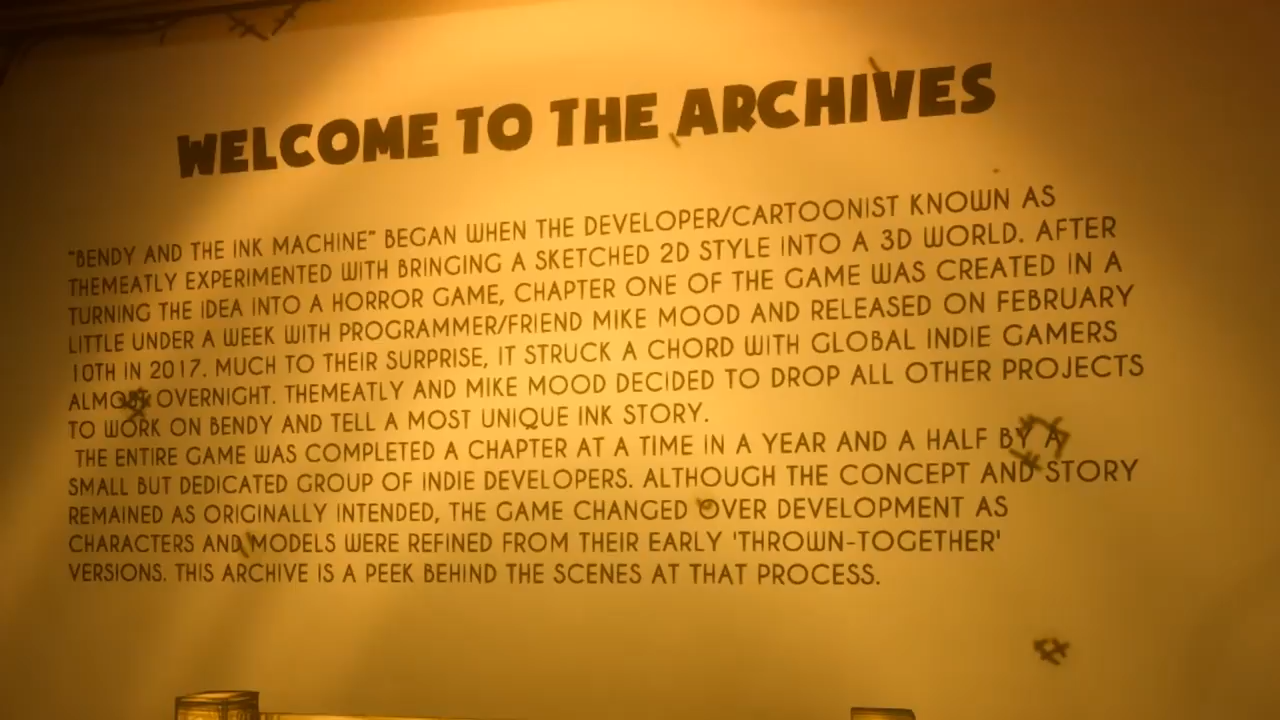 WELCOME TO THE ARCHIVES
"BENDY AND THE INK MACHINE" BEGAN WHEN THE DEVELOPER/CARTOONIST KNOWN AS
THEMEATLY EXPERIMENTED WITH BRINGING A SKETCHED 2D STYLE INTO A 3D WORLD. AFTER
TURNING THE IDEA INTO A HORROR GAME, CHAPTER ONE OF THE GAME WAS CREATED IN A
LITTLE UNDER A WEEK WITH PROGRAMMER/FRIEND MIKE MOOD AND RELEASED ON FEBRUARY
10TH IN 2017. MUCH TO THEIR SURPRISE, IT STRUCK A CHORD WITH GLOBAL INDIE GAMERS
ALMOST OVERNIGHT. THEMEATLY AND MIKE MOOD DECIDED TO DROP ALL OTHER PROJECTS
TO WORK ON BENDY AND TELL A MOST UNIQUE INK STORY.
THE ENTIRE GAME WAS COMPLETED A CHAPTER AT A TIME IN A YEAR AND A HALF BY A
SMALL BUT DEDICATED GROUP OF INDIE DEVELOPERS. ALTHOUGH THE CONCEPT AND STORY
REMAINED AS ORIGINALLY INTENDED, THE GAME CHANGED OVER DEVELOPMENT AS
CHARACTERS AND MODELS WERE REFINED FROM THEIR EARLY 'THROWN-TOGETHER'
VERSIONS. THIS ARCHIVE IS A PEEK BEHIND THE SCENES AT THAT PROCESS.